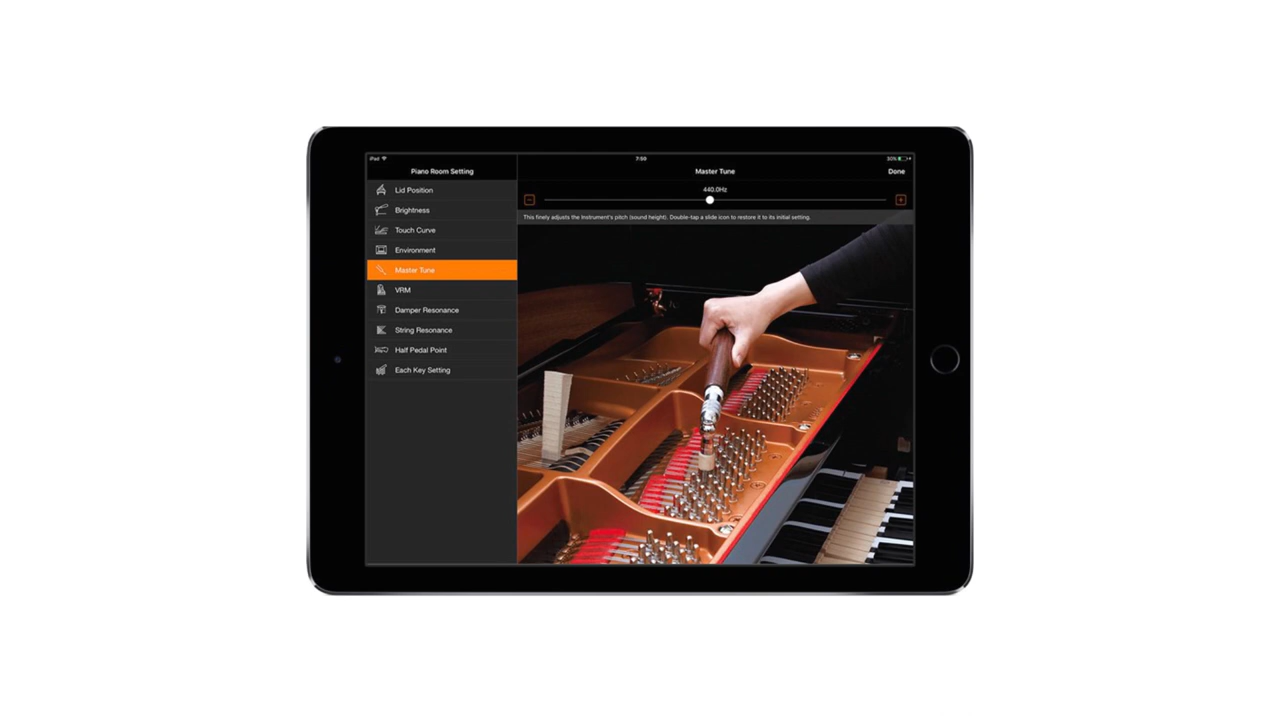 iPad
7:50
30%
Piano Room Setting
Master Tune
Done
Lid Position
Brightness
Touch Curve
Environment
Master Tune
VRM
Damper Resonance
String Resonance
Half Pedal Point
Each Key Setting
440.0Hz
This finely adjusts the Instrument's pitch (sound height). Double-tap a slide icon to restore it to its initial setting.